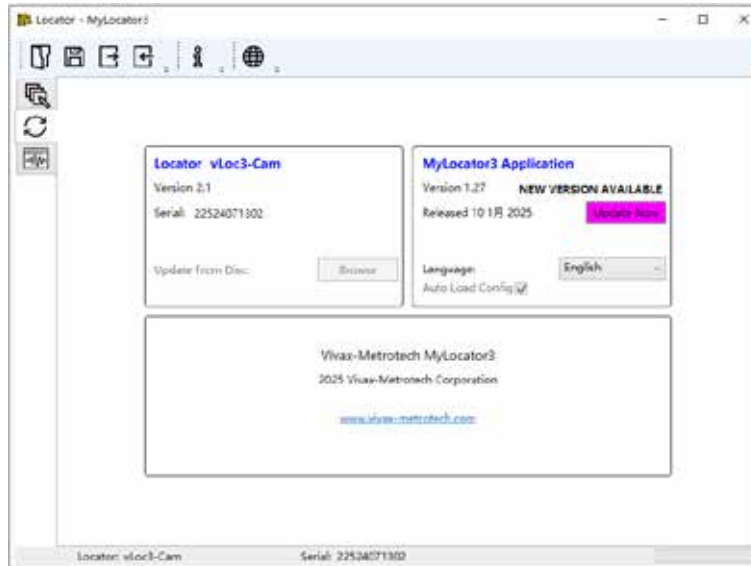 Locator - MyLocator3
Locator vLoc3-Cam
Version 2.1
Serial: 22524071302
Update from Disc:
Browse
MyLocator3 Application
Version 1.27 NEW VERSION AVAILABLE
Released 10 1月 2025 Update Now
Language: English
Auto Load Config
Vivax-Metrotech MyLocator3
2025 Vivax-Metrotech Corporation
www.vivax-metrotech.com
Locator: vLoc3-Cam Serial: 22524071302